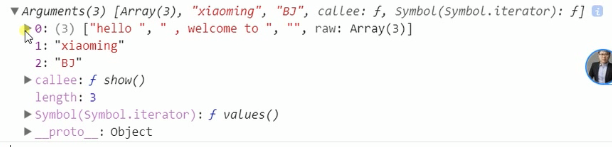 ▼ Arguments(3) [Array(3), "xiaoming", "BJ", callee: ƒ, Symbol(Symbol.iterator): ƒ] i
▶ 0: (3) ["hello ", " , welcome to ", "", raw: Array(3)]
1: "xiaoming"
2: "BJ"
▶ callee: ƒ show()
length: 3
▶ Symbol(Symbol.iterator): ƒ values()
▶ __proto__: Object